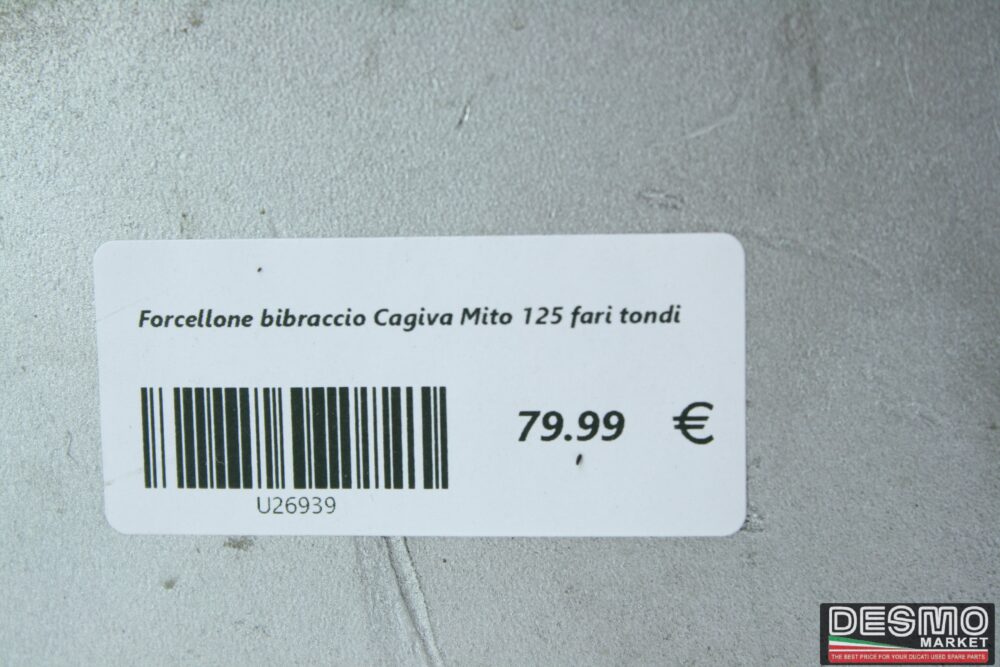 Forcellone bibraccio Cagiva Mito 125 fari tondi
79.99 €
U26939
DESMO
MARKET
THE BEST PRICE FOR YOUR DUCATI USED SPARE PARTS